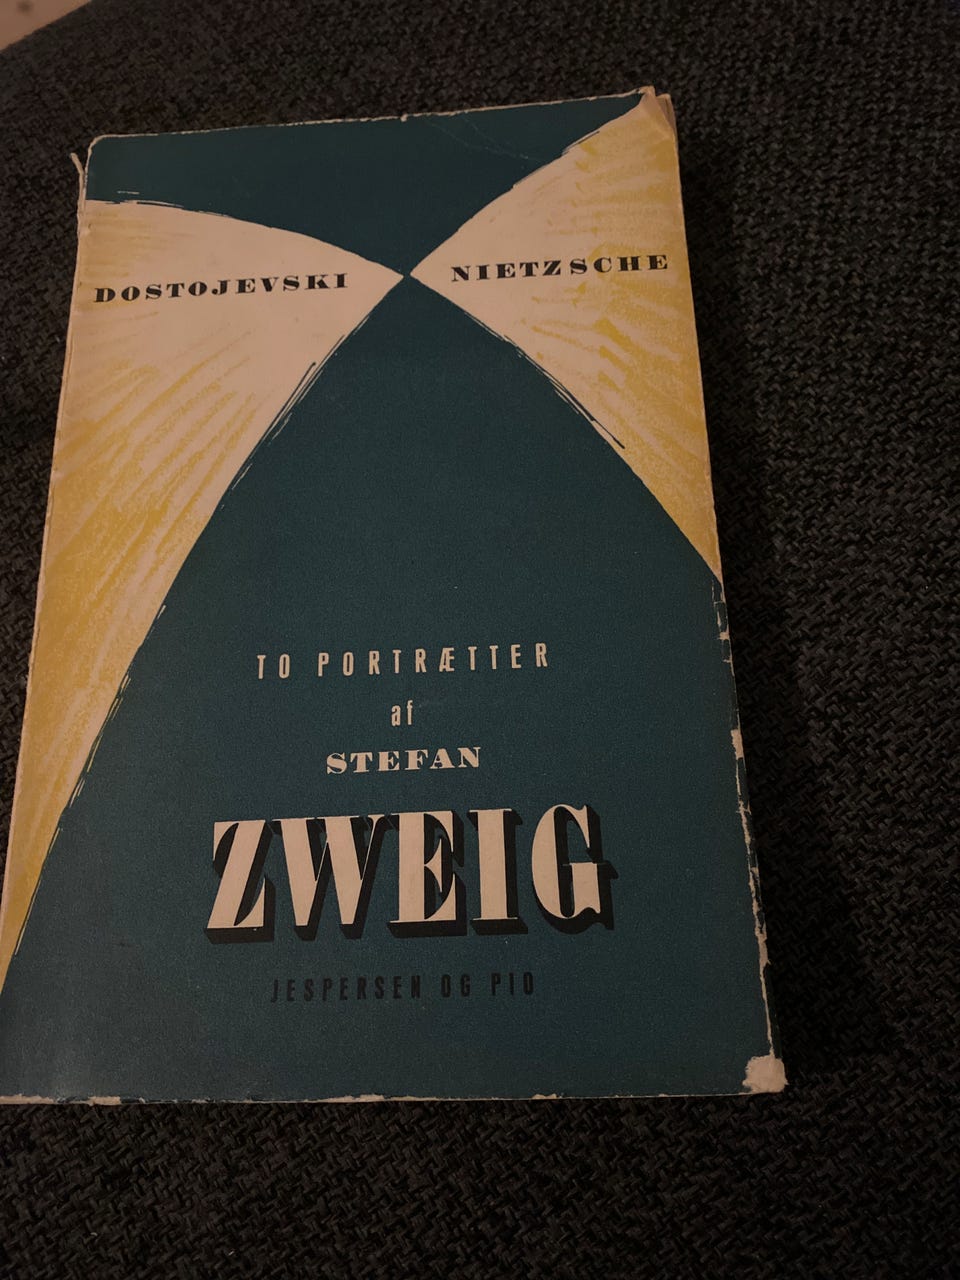 DOSTOJEVSKI
NIETZSCHE
TO PORTRÆTTER
af
STEFAN
ZWEIG
JESPERSEN OG PIO